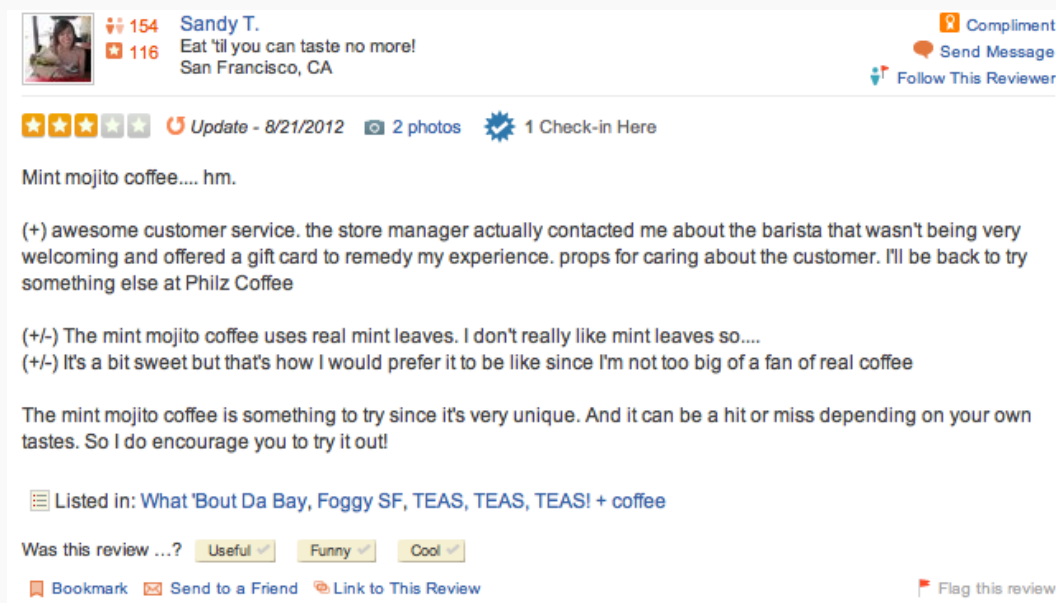 154 Sandy T. Compliment
116 Eat 'til you can taste no more! Send Message
San Francisco, CA Follow This Reviewer
Update - 8/21/2012 2 photos 1 Check-in Here
Mint mojito coffee.... hm.
(+) awesome customer service. the store manager actually contacted me about the barista that wasn't being very
welcoming and offered a gift card to remedy my experience. props for caring about the customer. I'll be back to try
something else at Philz Coffee
(+/-) The mint mojito coffee uses real mint leaves. I don't really like mint leaves so....
(+/-) It's a bit sweet but that's how I would prefer it to be like since I'm not too big of a fan of real coffee
The mint mojito coffee is something to try since it's very unique. And it can be a hit or miss depending on your own
tastes. So I do encourage you to try it out!
Listed in: What 'Bout Da Bay, Foggy SF, TEAS, TEAS, TEAS! + coffee
Was this review ...? Useful Funny Cool
Bookmark Send to a Friend Link to This Review Flag this review